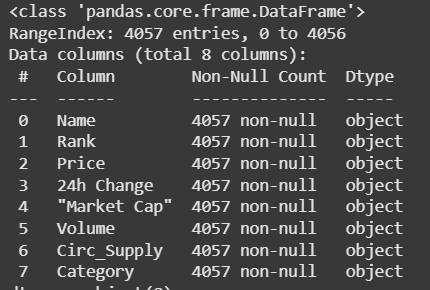 <class 'pandas.core.frame.DataFrame'>
RangeIndex: 4057 entries, 0 to 4056
Data columns (total 8 columns):
 #   Column        Non-Null Count  Dtype
---  ------        --------------  -----
 0   Name          4057 non-null   object
 1   Rank          4057 non-null   object
 2   Price         4057 non-null   object
 3   24h Change    4057 non-null   object
 4   "Market Cap"  4057 non-null   object
 5   Volume        4057 non-null   object
 6   Circ_Supply   4057 non-null   object
 7   Category      4057 non-null   object